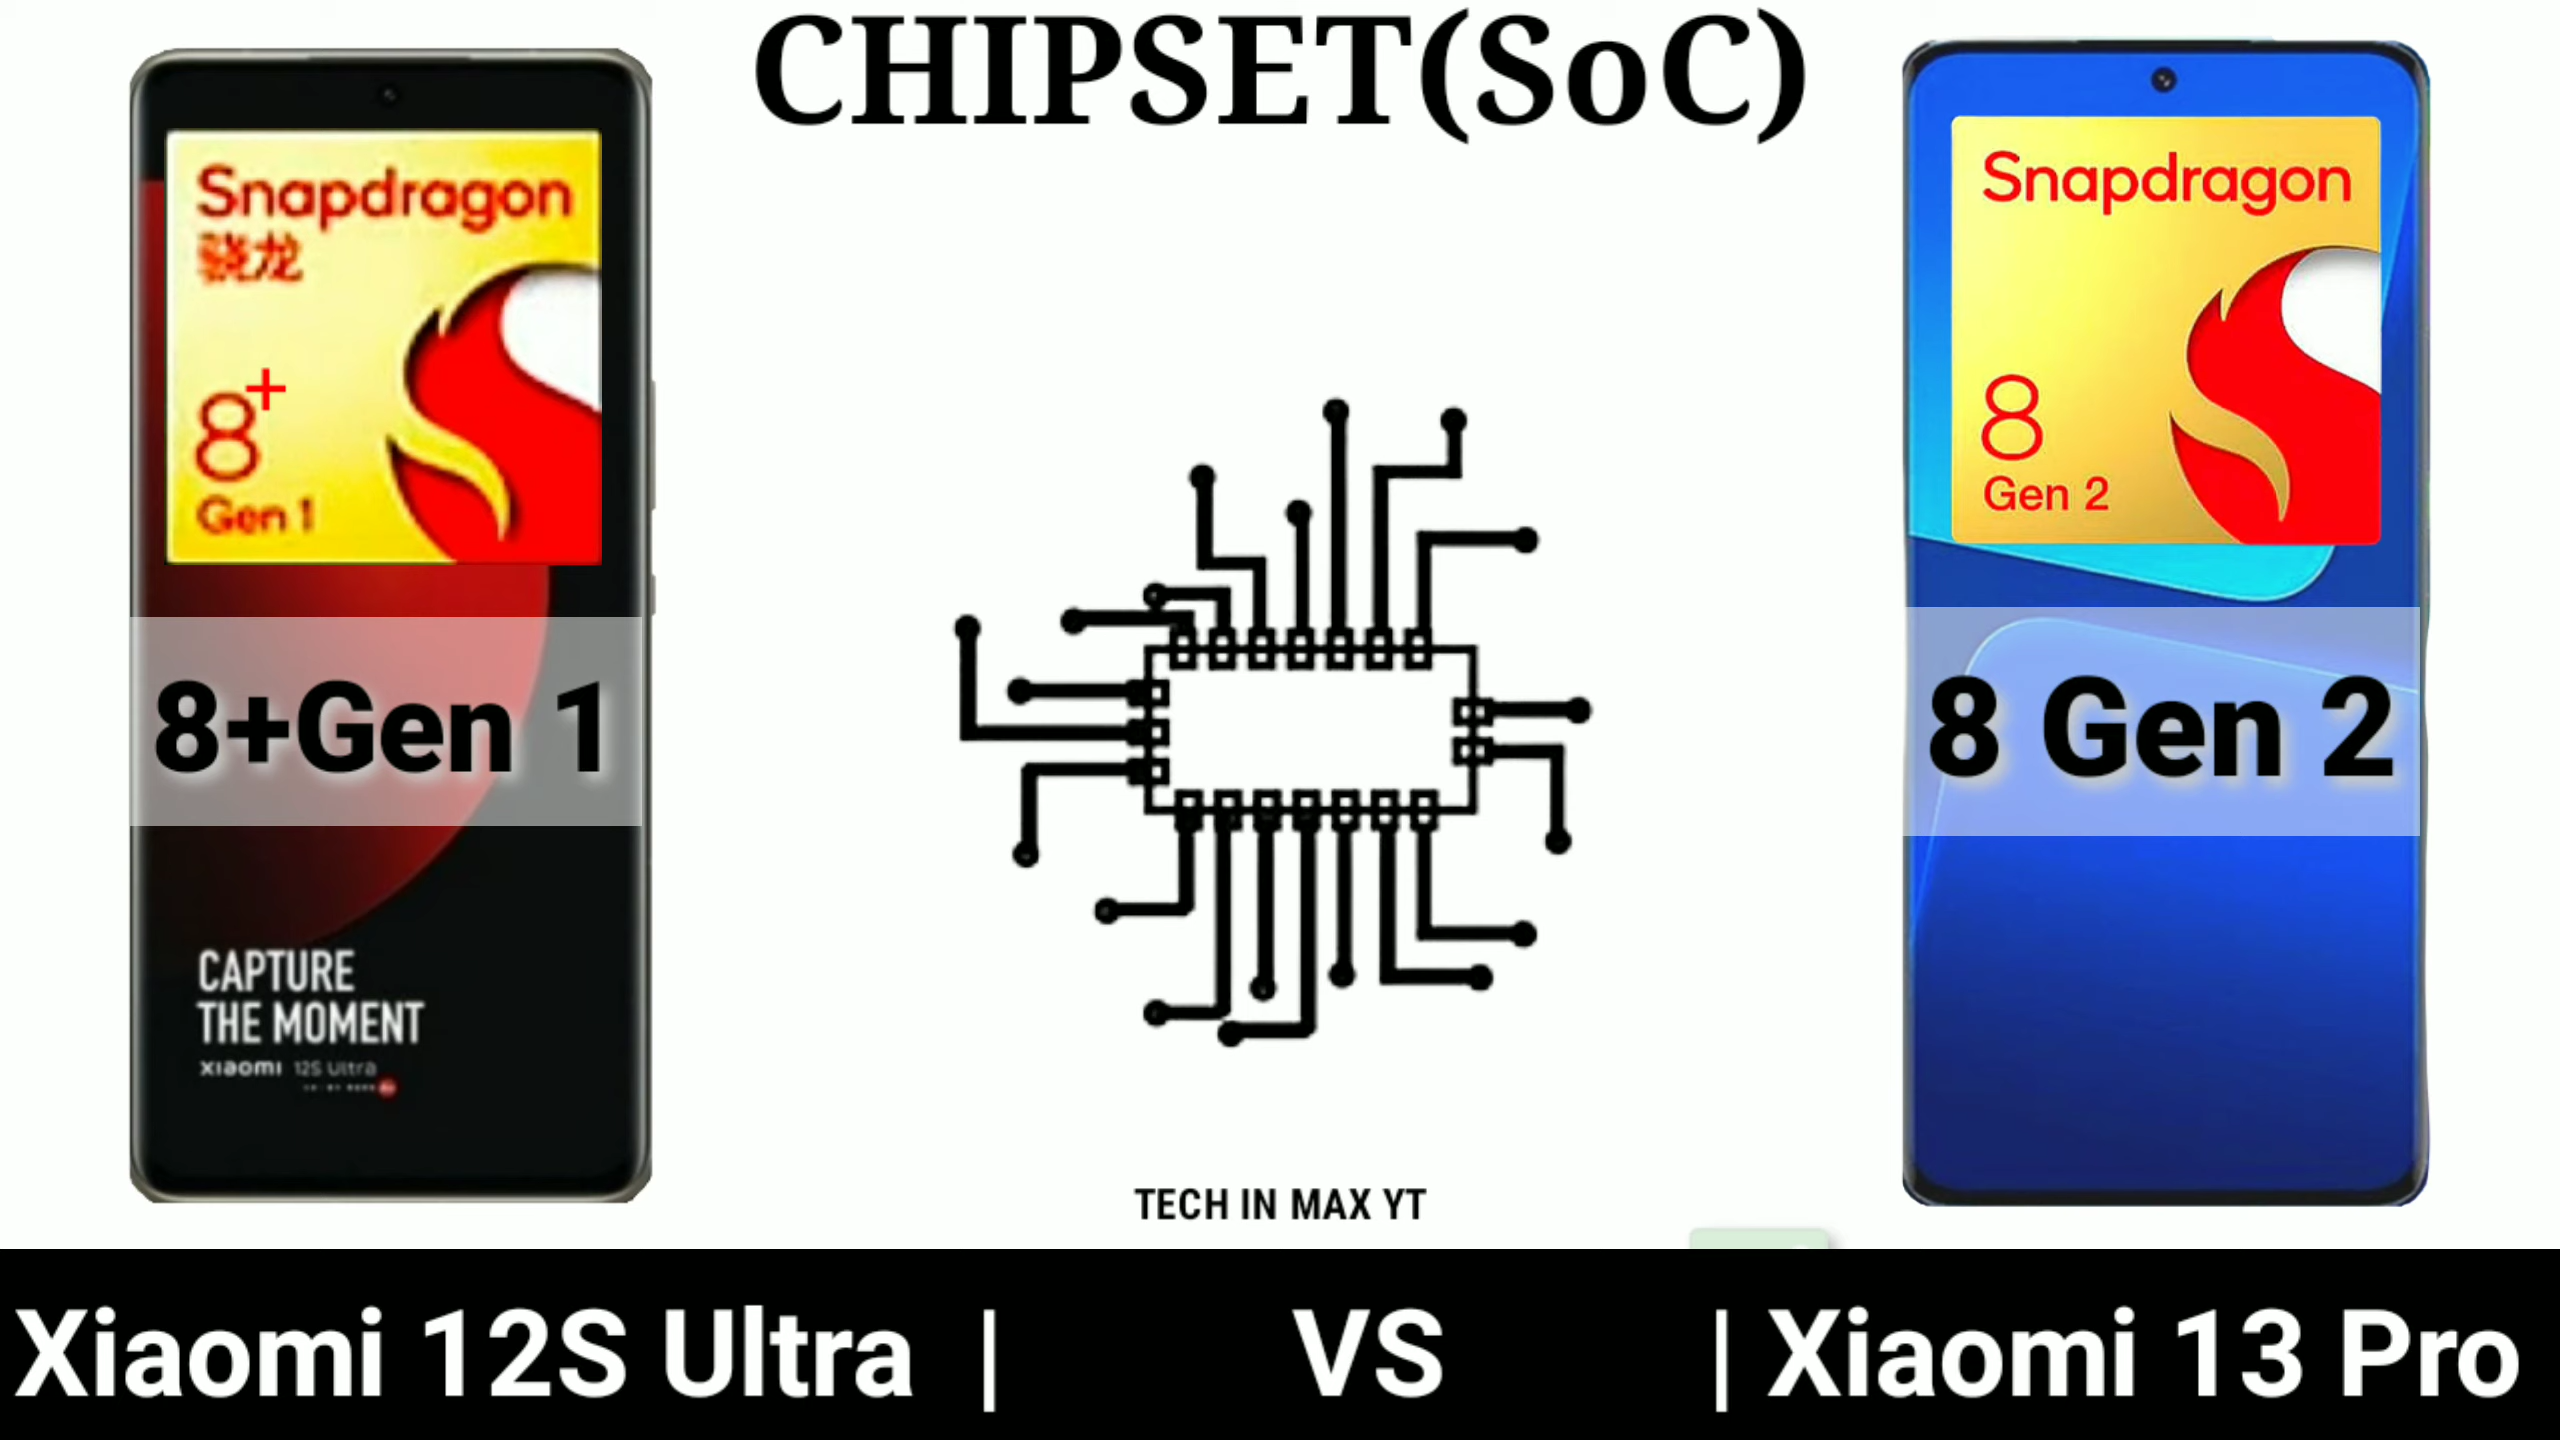 CHIPSET(SoC)
Snapdragon
骁龙
8+
Gen 1
8+Gen 1
CAPTURE
THE MOMENT
xiaomi 12S Ultra
Snapdragon
8
Gen 2
8 Gen 2
TECH IN MAX YT
Xiaomi 12S Ultra | VS | Xiaomi 13 Pro